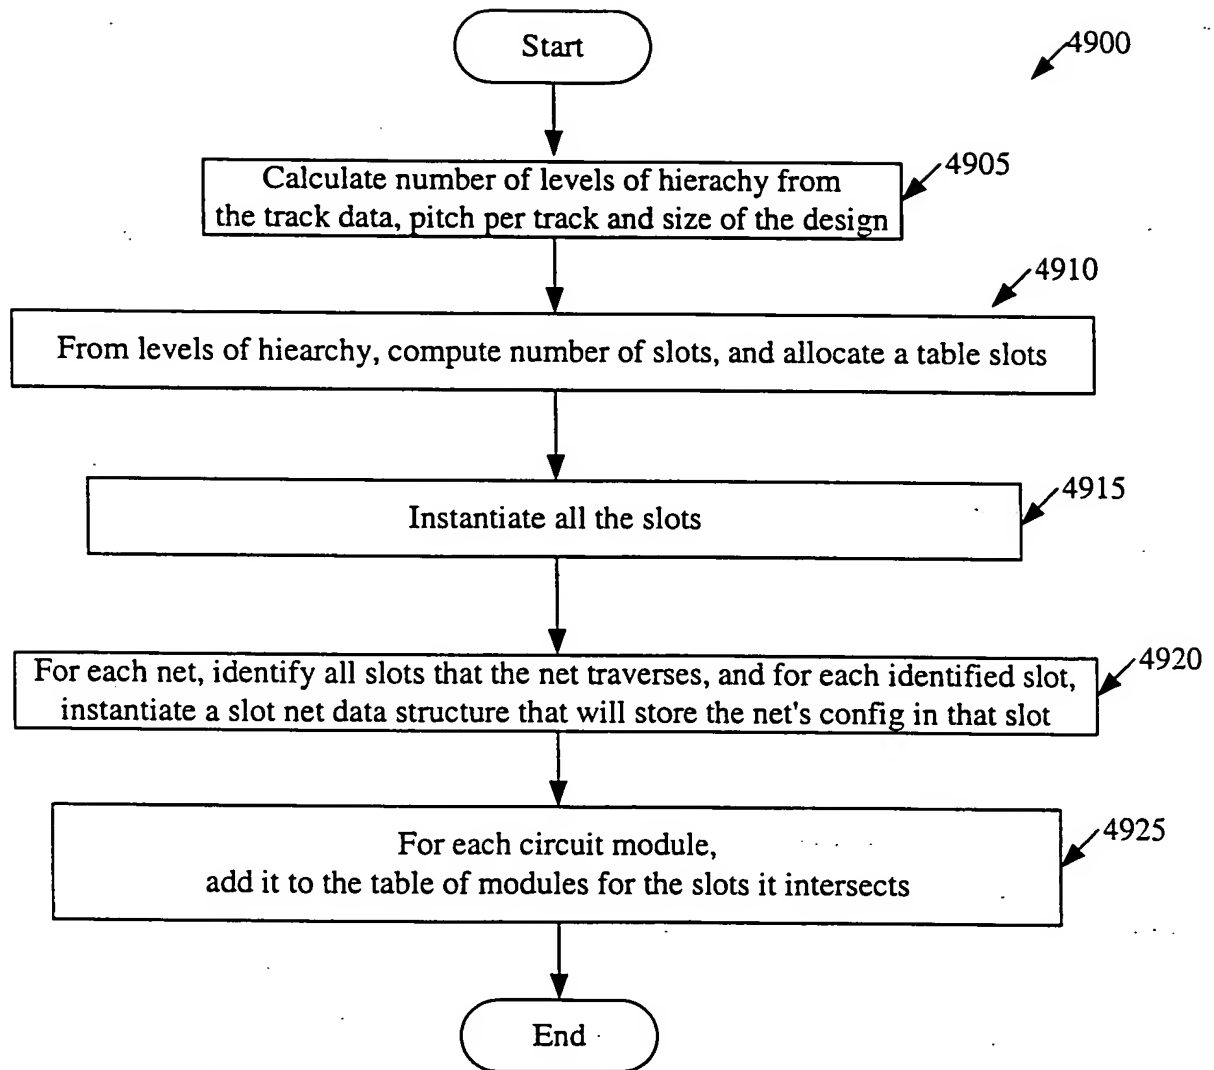 Start
4900
Calculate number of levels of hierachy from
the track data, pitch per track and size of the design
4905
4910
From levels of hiearchy, compute number of slots, and allocate a table slots
Instantiate all the slots
4915
For each net, identify all slots that the net traverses, and for each identified slot,
instantiate a slot net data structure that will store the net's config in that slot
4920
For each circuit module,
add it to the table of modules for the slots it intersects
4925
End